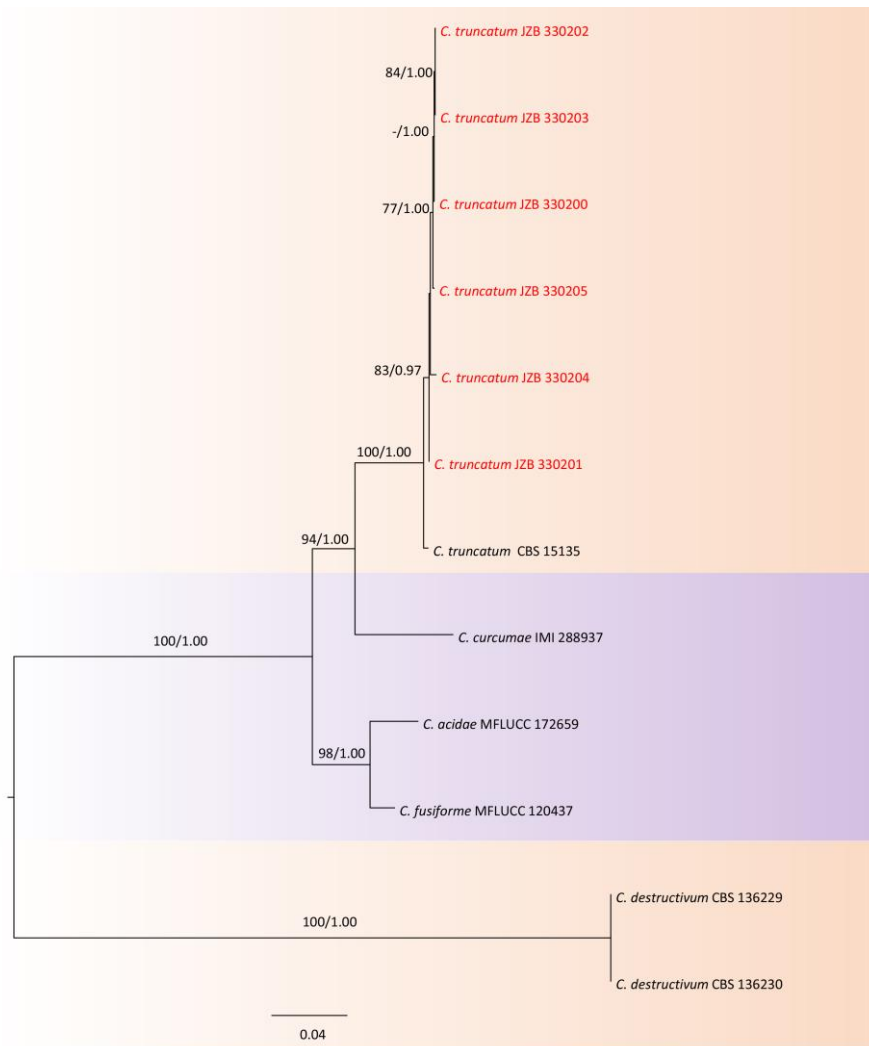 C. truncatum JZB 330202
84/1.00
C. truncatum JZB 330203
-/1.00
C. truncatum JZB 330200
77/1.00
C. truncatum JZB 330205
83/0.97
C. truncatum JZB 330204
100/1.00
C. truncatum JZB 330201
94/1.00
C. truncatum CBS 15135
C. curcumae IMI 288937
100/1.00
C. acidae MFLUCC 172659
98/1.00
C. fusiforme MFLUCC 120437
C. destructivum CBS 136229
100/1.00
C. destructivum CBS 136230
0.04